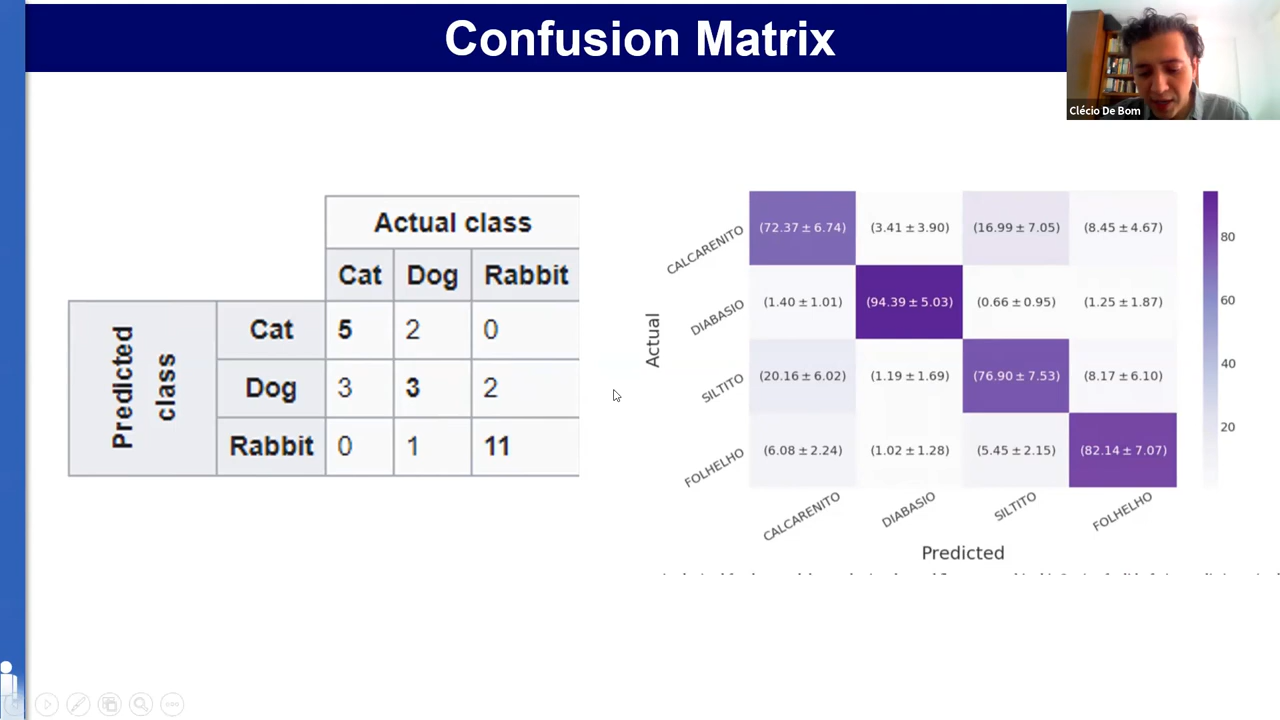 Confusion Matrix
Clécio De Bom
Actual class
Cat Dog Rabbit
Predicted class
Cat 5 2 0
Dog 3 3 2
Rabbit 0 1 11
Actual
CALCARENITO (72.37 ± 6.74) (3.41 ± 3.90) (16.99 ± 7.05) (8.45 ± 4.67)
DIABASIO (1.40 ± 1.01) (94.39 ± 5.03) (0.66 ± 0.95) (1.25 ± 1.87)
SILTITO (20.16 ± 6.02) (1.19 ± 1.69) (76.90 ± 7.53) (8.17 ± 6.10)
FOLHELHO (6.08 ± 2.24) (1.02 ± 1.28) (5.45 ± 2.15) (82.14 ± 7.07)
CALCARENITO DIABASIO SILTITO FOLHELHO
Predicted
80
60
40
20